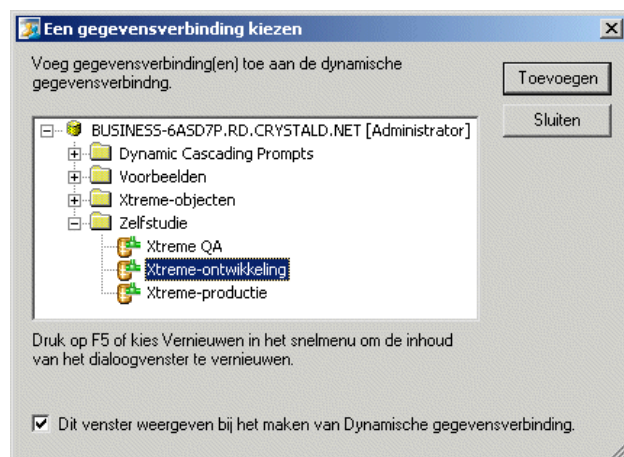 Een gegevensverbinding kiezen
Voeg gegevensverbinding(en) toe aan de dynamische
gegevensverbindng.
Toevoegen
Sluiten
BUSINESS-6ASD7P.RD.CRYSTALD.NET [Administrator]
Dynamic Cascading Prompts
Voorbeelden
Xtreme-objecten
Zelfstudie
Xtreme QA
Xtreme-ontwikkeling
Xtreme-productie
Druk op F5 of kies Vernieuwen in het snelmenu om de inhoud
van het dialoogvenster te vernieuwen.
Dit venster weergeven bij het maken van Dynamische gegevensverbinding.